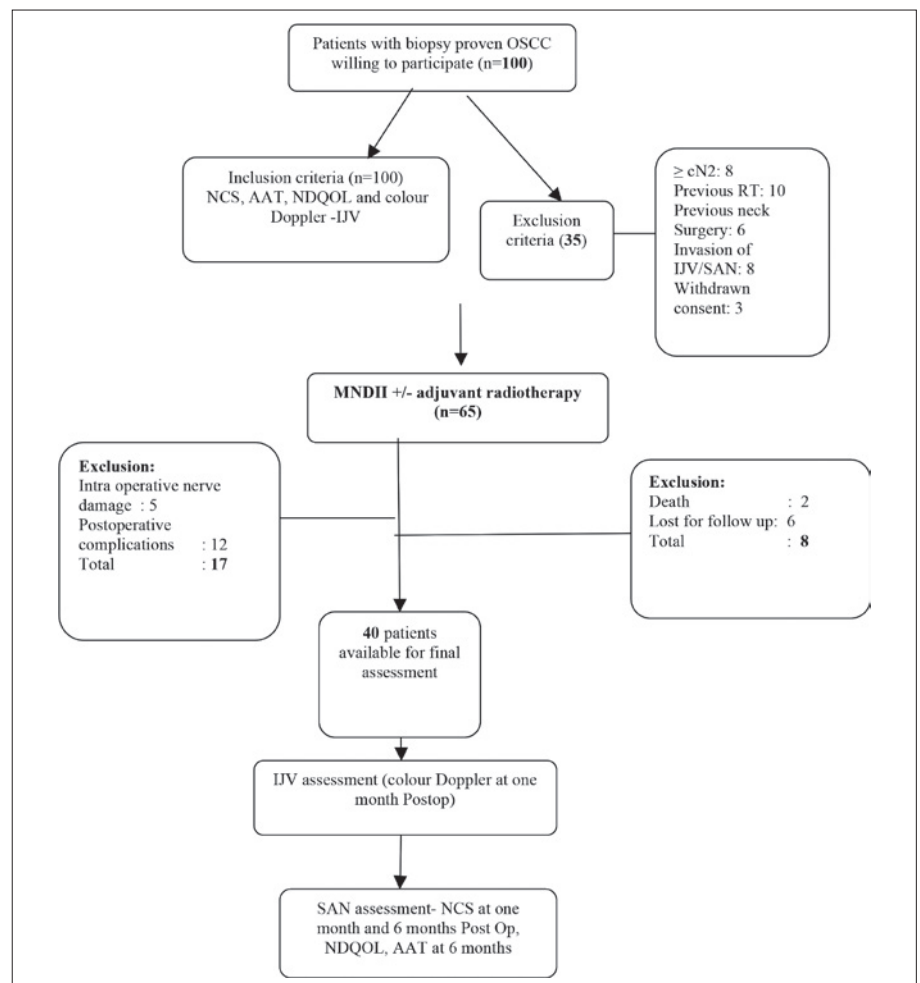 Patients with biopsy proven OSCC
willing to participate (n=100)
Inclusion criteria (n=100)
NCS, AAT, NDQOL and colour
Doppler -IJV
Exclusion
criteria (35)
≥ cN2: 8
Previous RT: 10
Previous neck
Surgery: 6
Invasion of
IJV/SAN: 8
Withdrawn
consent: 3
MNDII +/- adjuvant radiotherapy
(n=65)
Exclusion:
Intra operative nerve
damage : 5
Postoperative
complications : 12
Total : 17
Exclusion:
Death : 2
Lost for follow up: 6
Total : 8
40 patients
available for final
assessment
IJV assessment (colour Doppler at one
month Postop)
SAN assessment- NCS at one
month and 6 months Post Op,
NDQOL, AAT at 6 months